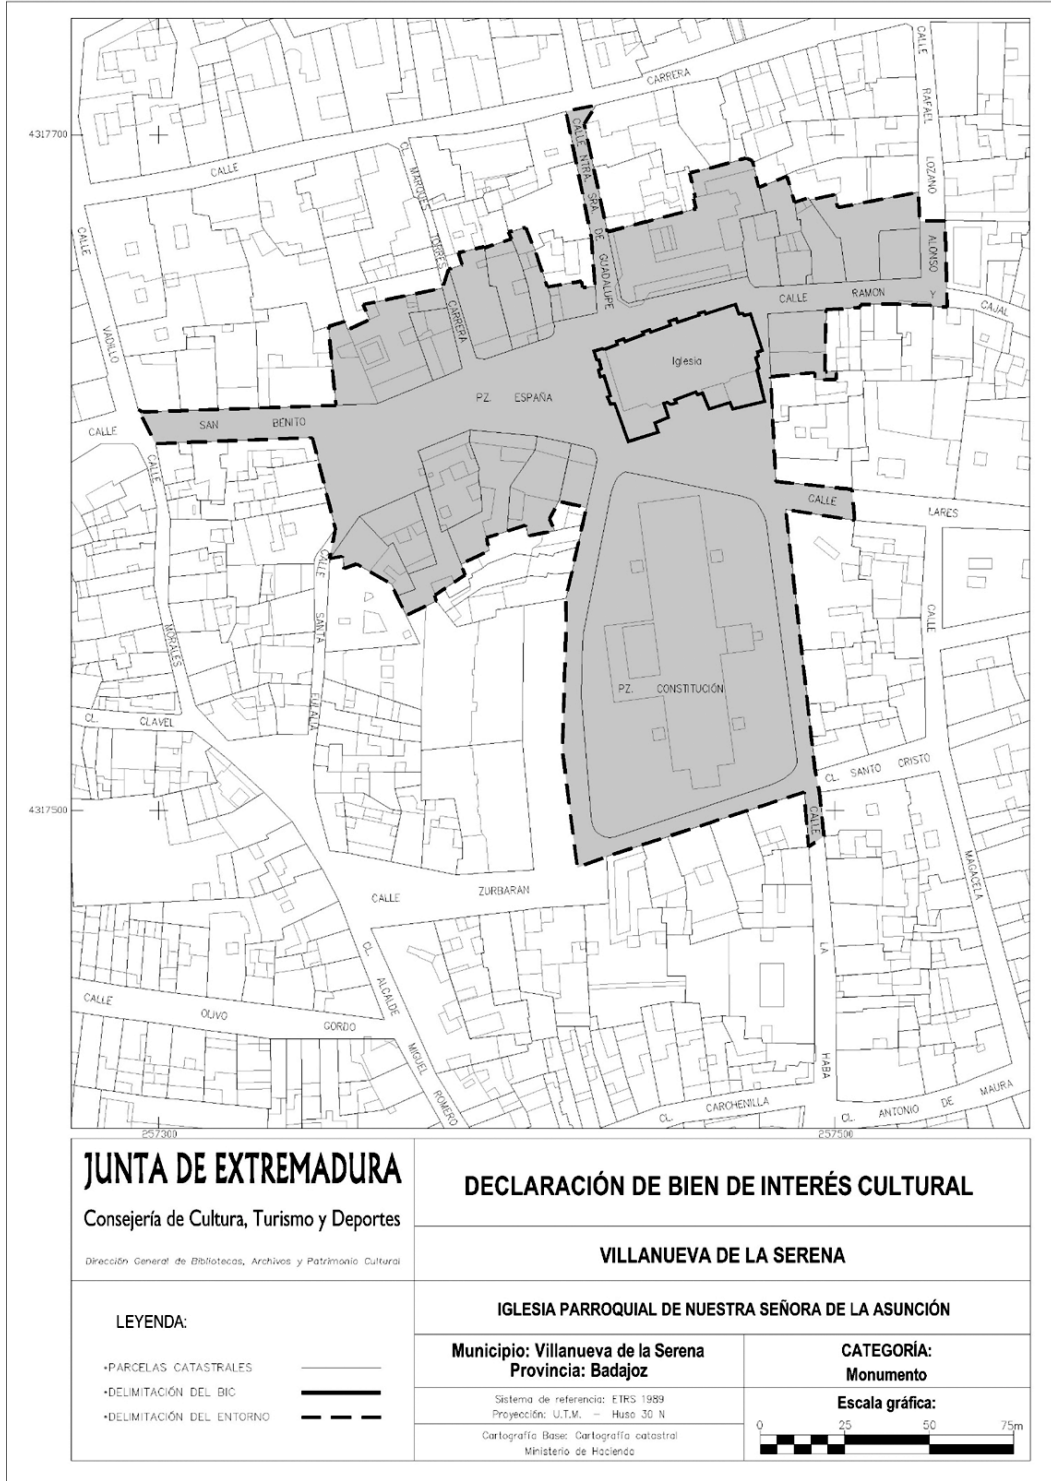 CALLE
RAFAEL
LOZANO
ALONSO
CARRERA
4317700
CALLE
CALLE NTRA. SRA. DE GUADALUPE
CL. MARQUES TORRES CARRERA
CALLE
VADILLO
CALLE RAMON Y CAJAL
Iglesia
PZ. ESPAÑA
SAN BENITO
CALLE
CALLE
MORALES
CALLE LARES
CALLE
SANTA
EULALIA
CALLE
MAGACELA
PZ. CONSTITUCIÓN
CL. CLAVEL
CL. SANTO CRISTO
4317500
CALLE
LA
HABA
CALLE ZURBARAN
CL. ALCALDE MIGUEL ROMERO
CALLE OLIVO GORDO
CL. CARCHENILLA
CL. ANTONIO DE MAURA
257300
257500
JUNTA DE EXTREMADURA
Consejería de Cultura, Turismo y Deportes
Dirección General de Bibliotecas, Archivos y Patrimonio Cultural
DECLARACIÓN DE BIEN DE INTERÉS CULTURAL
VILLANUEVA DE LA SERENA
IGLESIA PARROQUIAL DE NUESTRA SEÑORA DE LA ASUNCIÓN
LEYENDA:
•PARCELAS CATASTRALES
•DELIMITACIÓN DEL BIC
•DELIMITACIÓN DEL ENTORNO
Municipio: Villanueva de la Serena
Provincia: Badajoz
Sistema de referencia: ETRS 1989
Proyección: U.T.M. – Huso 30 N
Cartografía Base: Cartografía catastral
Ministerio de Hacienda
CATEGORÍA:
Monumento
Escala gráfica:
0 25 50 75m